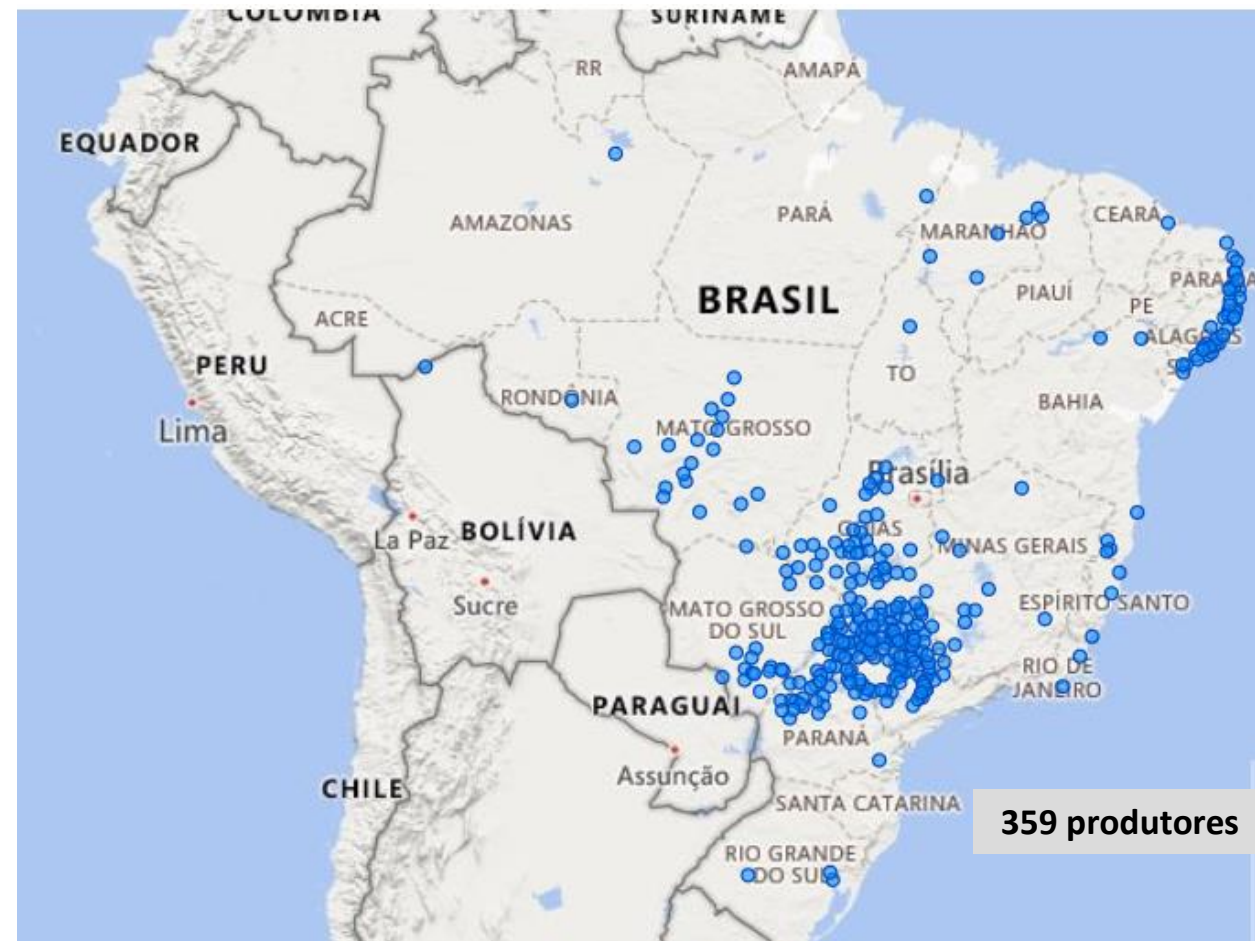 COLOMBIA
SURINAME
RR
AMAPÁ
EQUADOR
AMAZONAS
PARÁ
MARANHÃO
CEARÁ
BRASIL
PIAUÍ
PE
ACRE
ALAGOAS
PERU
TO
RONDÔNIA
BAHIA
Lima
MATO GROSSO
Brasília
La Paz
BOLÍVIA
GOIÁS
MINAS GERAIS
Sucre
MATO GROSSO
DO SUL
ESPÍRITO SANTO
RIO DE
JANEIRO
PARAGUAI
PARANÁ
Assunção
CHILE
SANTA CATARINA
359 produtores
RIO GRANDE
DO SUL